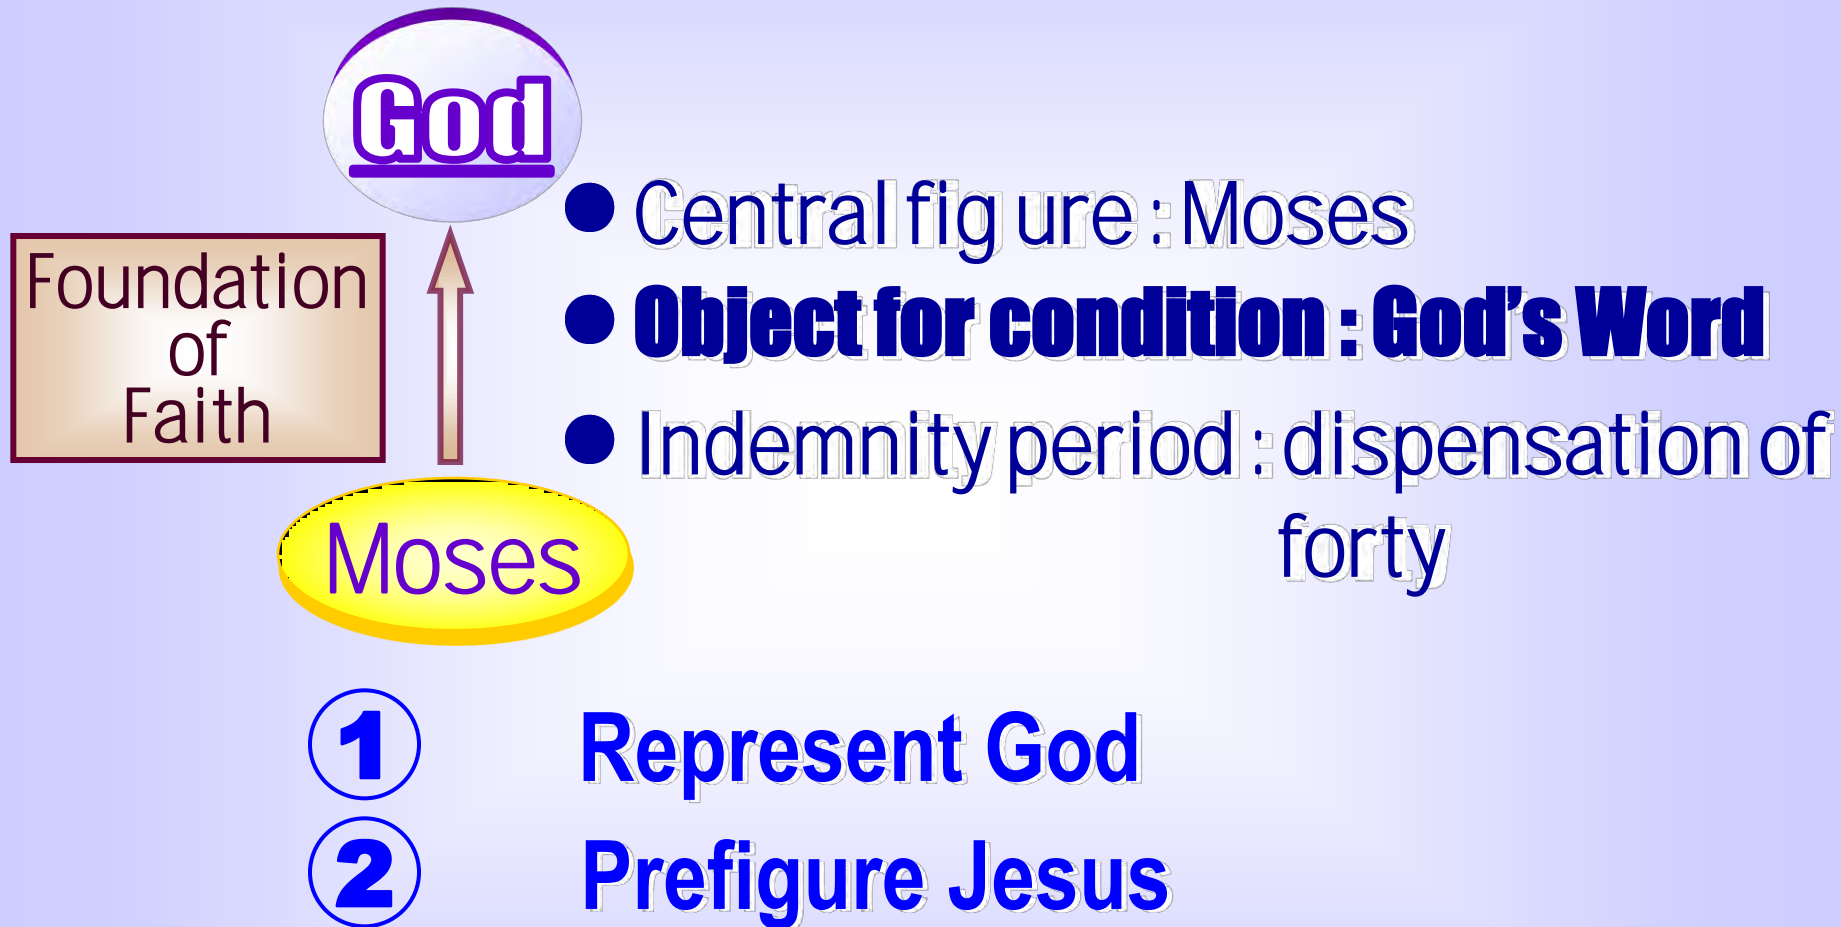 God
Foundation
of
Faith
Moses
● Central fig ure : Moses
● Object for condition : God's Word
● Indemnity period : dispensation of
forty
① Represent God
② Prefigure Jesus